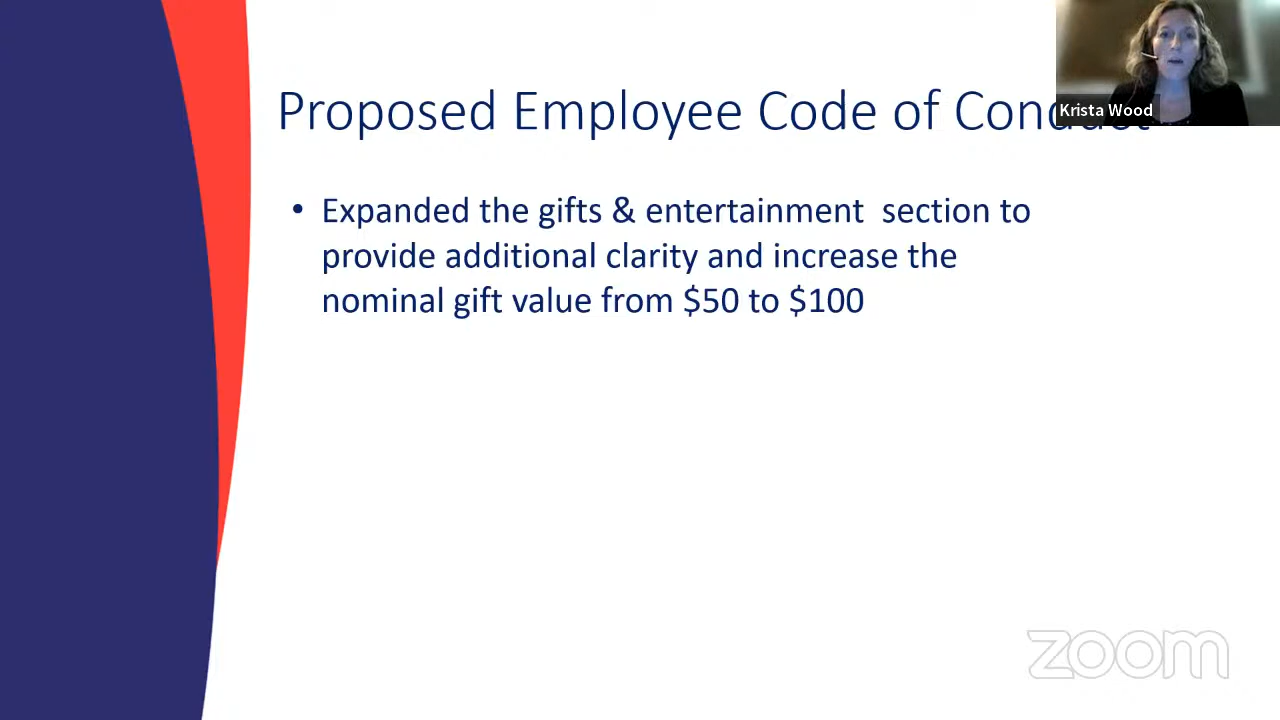 Proposed Employee Code of Conduct
Krista Wood
• Expanded the gifts & entertainment section to
provide additional clarity and increase the
nominal gift value from $50 to $100
zoom